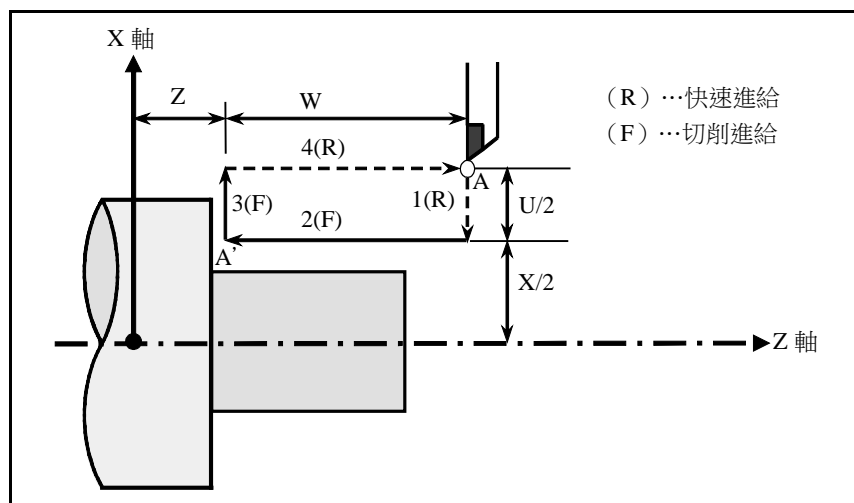 X 軸
Z
W
（R）…快速進給
（F）…切削進給
4(R)
A
3(F)
1(R)
U/2
2(F)
A’
X/2
Z 軸